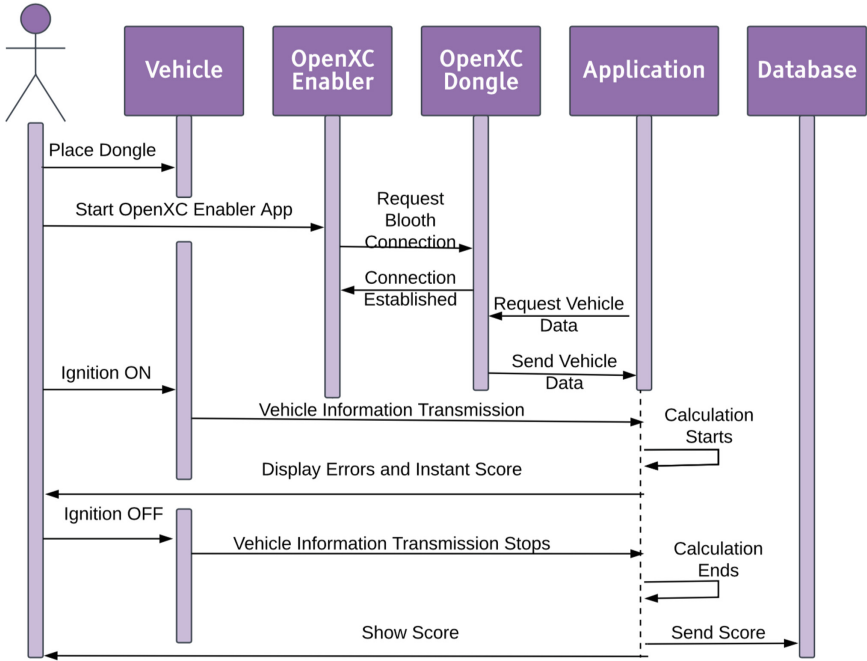 Vehicle
OpenXC
Enabler
OpenXC
Dongle
Application
Database
Place Dongle
Start OpenXC Enabler App
Request
Blooth
Connection
Connection
Established
Request Vehicle
Data
Send Vehicle
Data
Ignition ON
Vehicle Information Transmission
Calculation
Starts
Display Errors and Instant Score
Ignition OFF
Vehicle Information Transmission Stops
Calculation
Ends
Show Score
Send Score